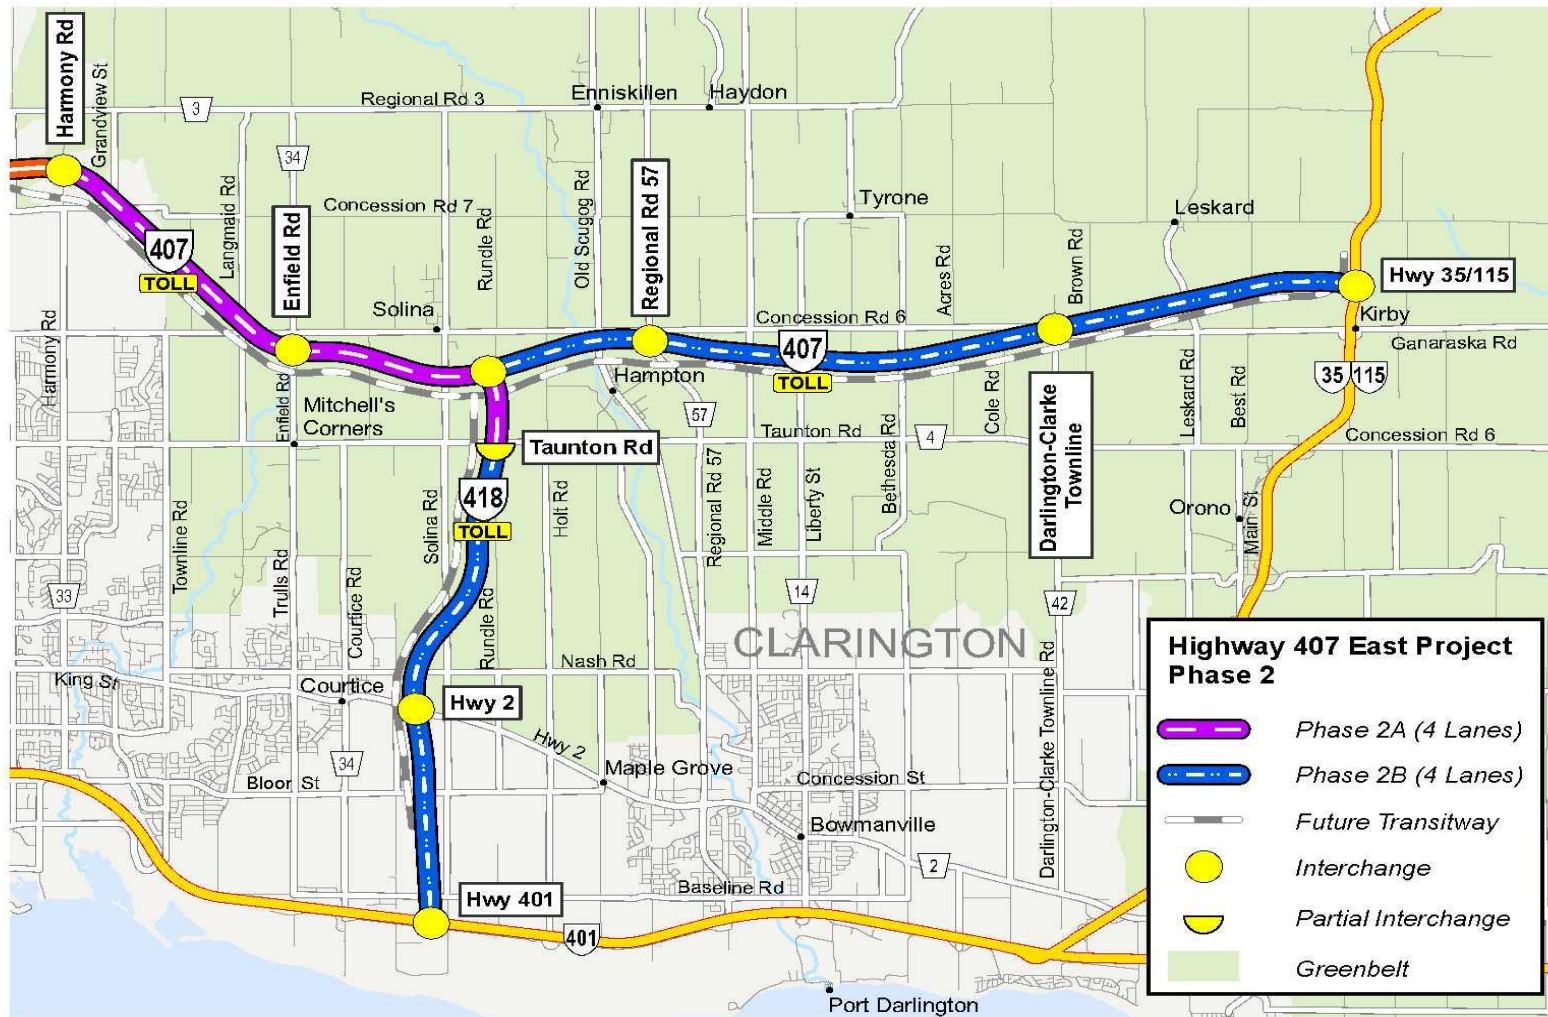 Harmony Rd
Grandview St
3
Regional Rd 3
Enniskillen
Haydon
34
Langmaid Rd
Enfield Rd
Concession Rd 7
Rundle Rd
Old Scugog Rd
Regional Rd 57
Tyrone
Leskard
Acres Rd
Brown Rd
407
TOLL
Harmony Rd
Solina
Concession Rd 6
407
TOLL
Hwy 35/115
Kirby
Ganaraska Rd
35
115
Enfield Rd
Mitchell's
Corners
Hampton
57
Taunton Rd
Taunton Rd
4
Cole Rd
Leskard Rd
Best Rd
Concession Rd 6
Darlington-Clarke
Townline
418
TOLL
Townline Rd
Trulls Rd
Courtice Rd
Solina Rd
Holt Rd
Regional Rd 57
Middle Rd
Liberty St
Bethesda Rd
Orono
Main St
33
14
42
CLARINGTON
Rundle Rd
Nash Rd
King St
Courtice
Hwy 2
Hwy 2
34
Bloor St
Maple Grove
Concession St
Bowmanville
Darlington-Clarke Townline Rd
2
Baseline Rd
Hwy 401
401
Port Darlington
Highway 407 East Project
Phase 2
Phase 2A (4 Lanes)
Phase 2B (4 Lanes)
Future Transitway
Interchange
Partial Interchange
Greenbelt